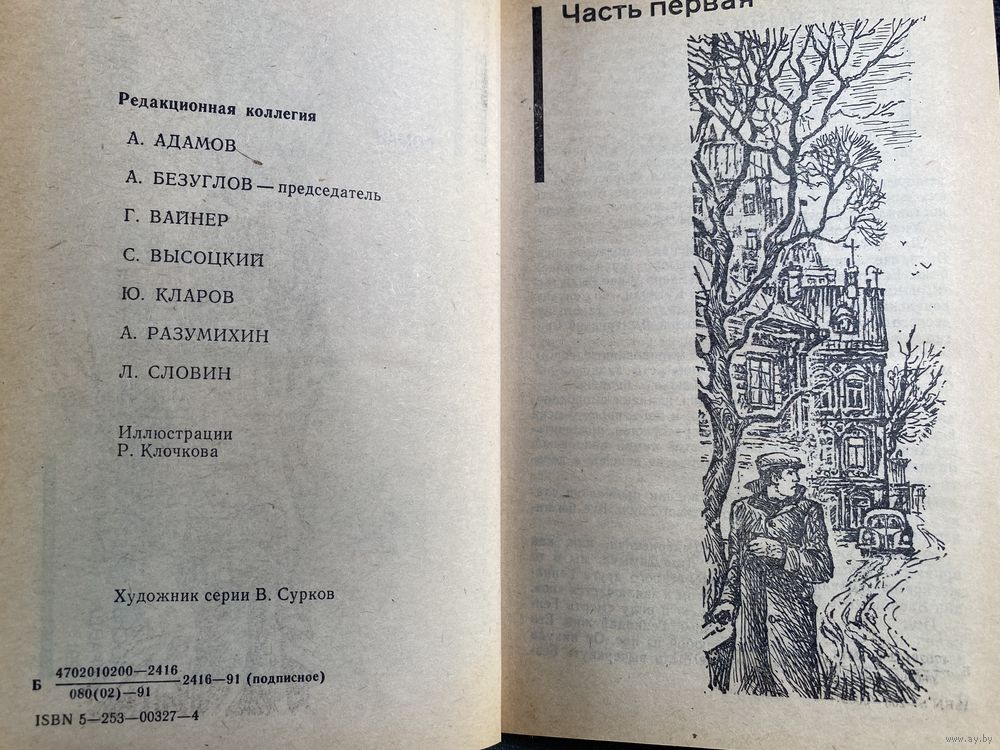 Редакционная коллегия
А. АДАМОВ
А. БЕЗУГЛОВ — председатель
Г. ВАЙНЕР
С. ВЫСОЦКИЙ
Ю. КЛАРОВ
А. РАЗУМИХИН
Л. СЛОВИН
Иллюстрации
Р. Клочкова
Художник серии В. Сурков
Б 4702010200—2416
080(02)—91
2416—91 (подписное)
ISBN 5—253—00327—4
Часть первая
www.ay.by